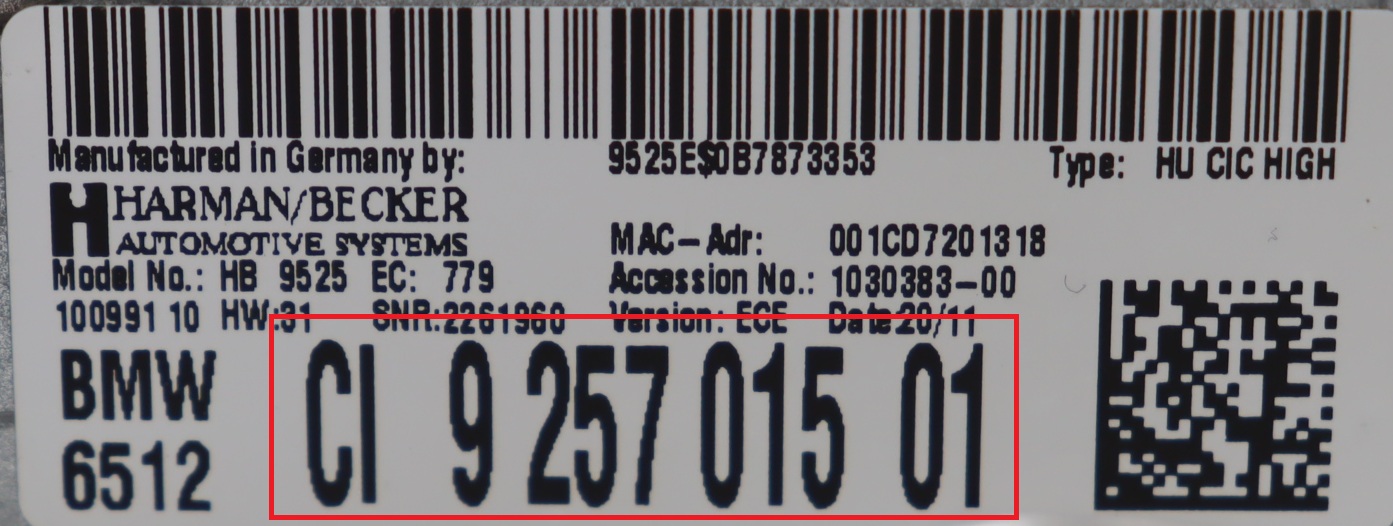 Manufactured in Germany by: 9525ES0B7873353 Type: HU CIC HIGH
HARMAN/BECKER
AUTOMOTIVE SYSTEMS
MAC-Adr: 001CD7201318
Model No.: HB 9525 EC: 779 Accession No.: 1030383-00
100991 10 HW:31 SNR:2261960 Version: ECE Date:20/11
BMW CI 9 257 015 01
6512